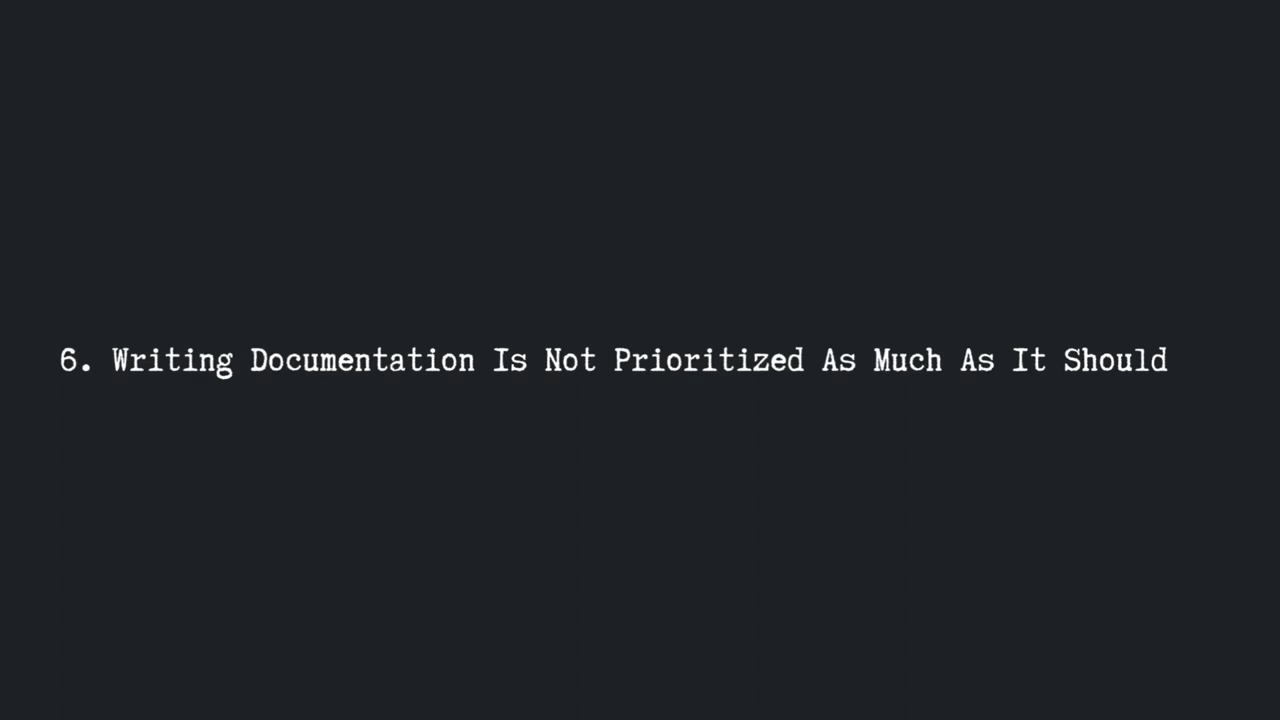 6. Writing Documentation Is Not Prioritized As Much As It Should